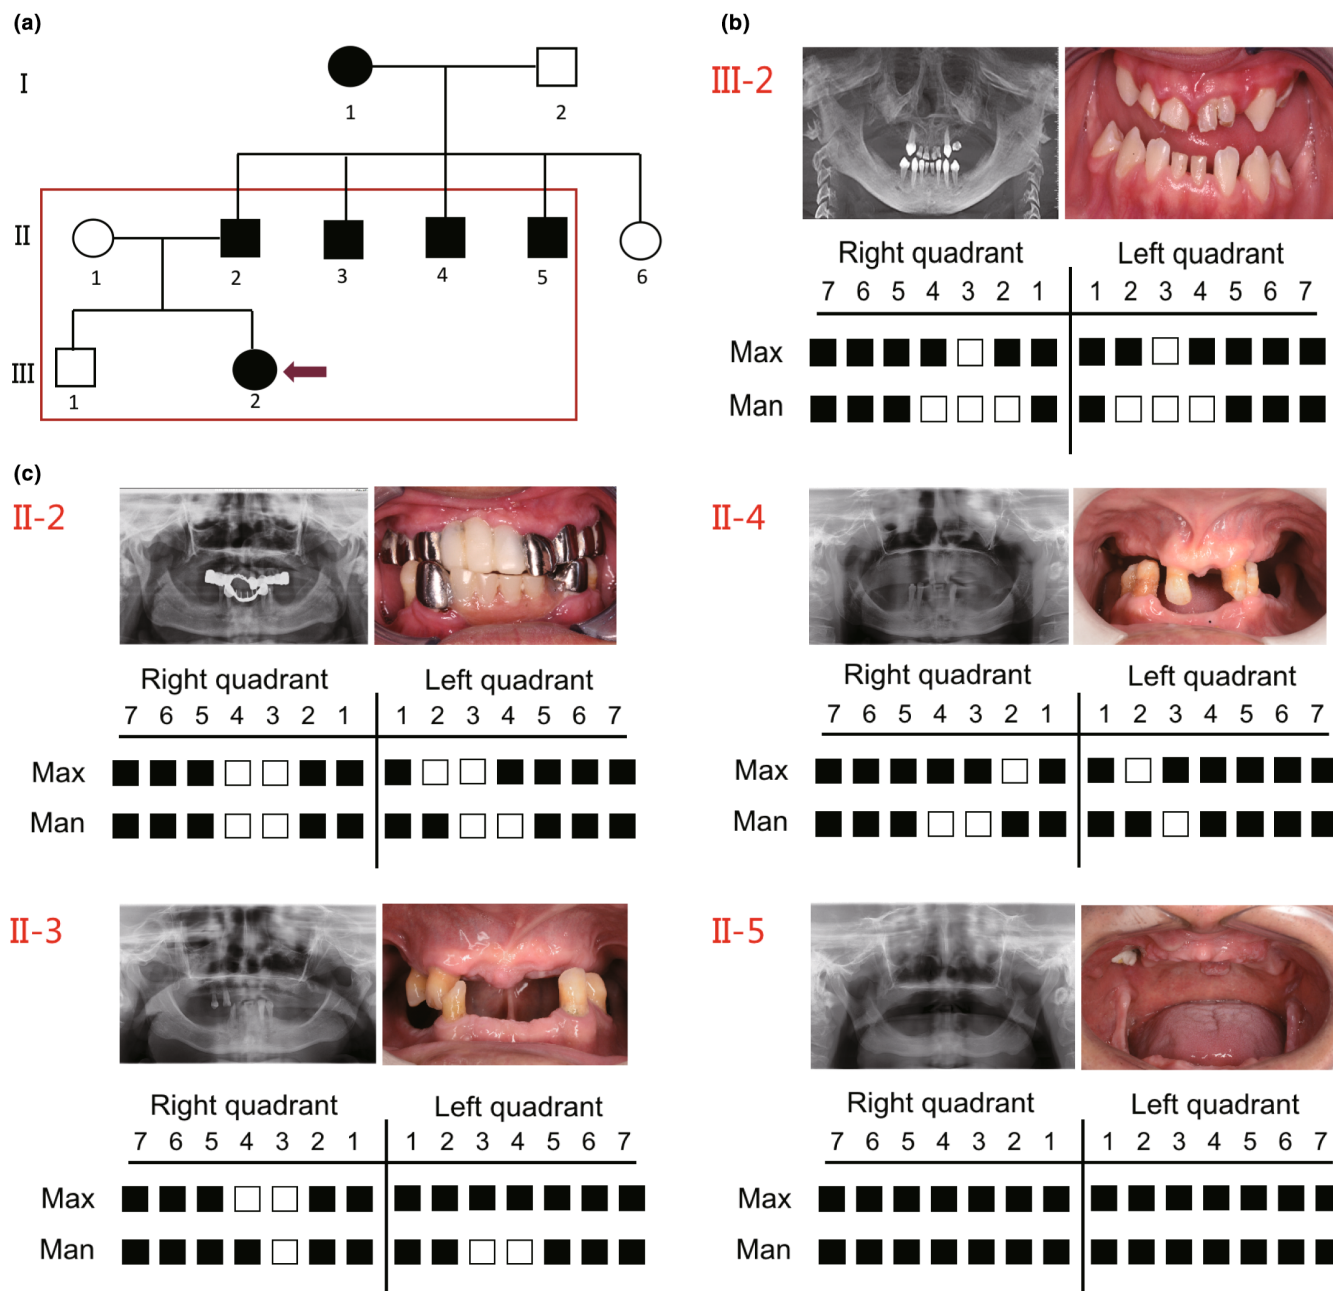 (a)
I
1
2
II
1
2
3
4
5
6
III
1
2
(b)
III-2
Right quadrant Left quadrant
7 6 5 4 3 2 1 1 2 3 4 5 6 7
Max
Man
(c)
II-2
Right quadrant Left quadrant
7 6 5 4 3 2 1 1 2 3 4 5 6 7
Max
Man
II-4
Right quadrant Left quadrant
7 6 5 4 3 2 1 1 2 3 4 5 6 7
Max
Man
II-3
Right quadrant Left quadrant
7 6 5 4 3 2 1 1 2 3 4 5 6 7
Max
Man
II-5
Right quadrant Left quadrant
7 6 5 4 3 2 1 1 2 3 4 5 6 7
Max
Man